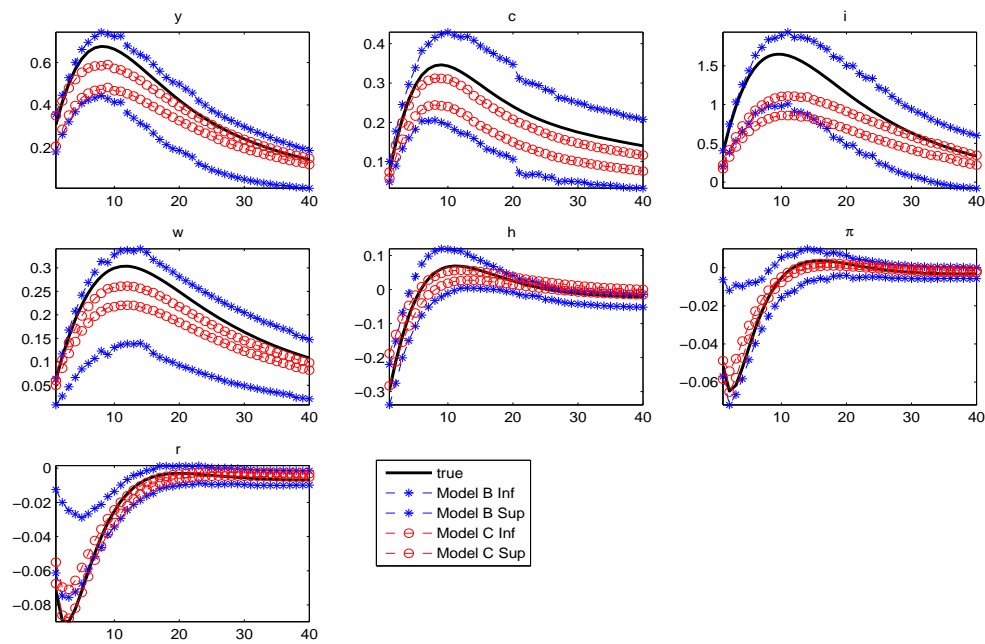 y
c
i
0.6
0.4
0.2
10 20 30 40
0.4
0.3
0.2
0.1
10 20 30 40
1.5
1
0.5
0
10 20 30 40
w
h
π
0.3
0.25
0.2
0.15
0.1
0.05
10 20 30 40
0.1
0
−0.1
−0.2
−0.3
10 20 30 40
0
−0.02
−0.04
−0.06
10 20 30 40
r
0
−0.02
−0.04
−0.06
−0.08
10 20 30 40
true
Model B Inf
Model B Sup
Model C Inf
Model C Sup